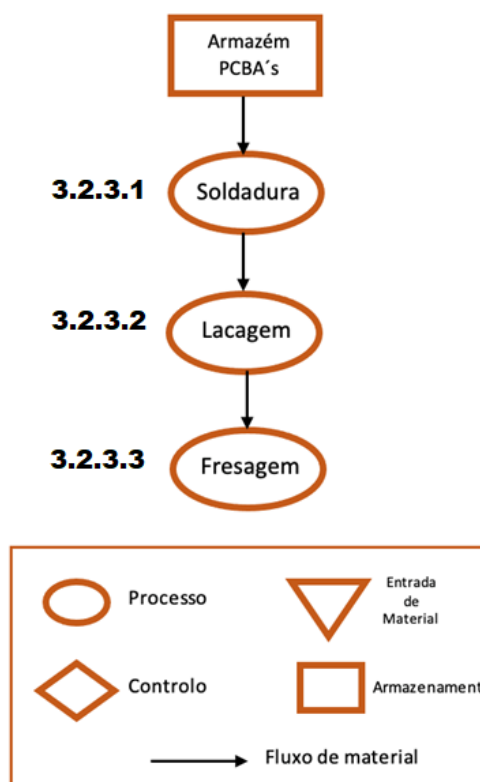 Armazém
PCBA´s
3.2.3.1
Soldadura
3.2.3.2
Lacagem
3.2.3.3
Fresagem
Processo
Entrada
de
Material
Controlo
Armazenament
Fluxo de material